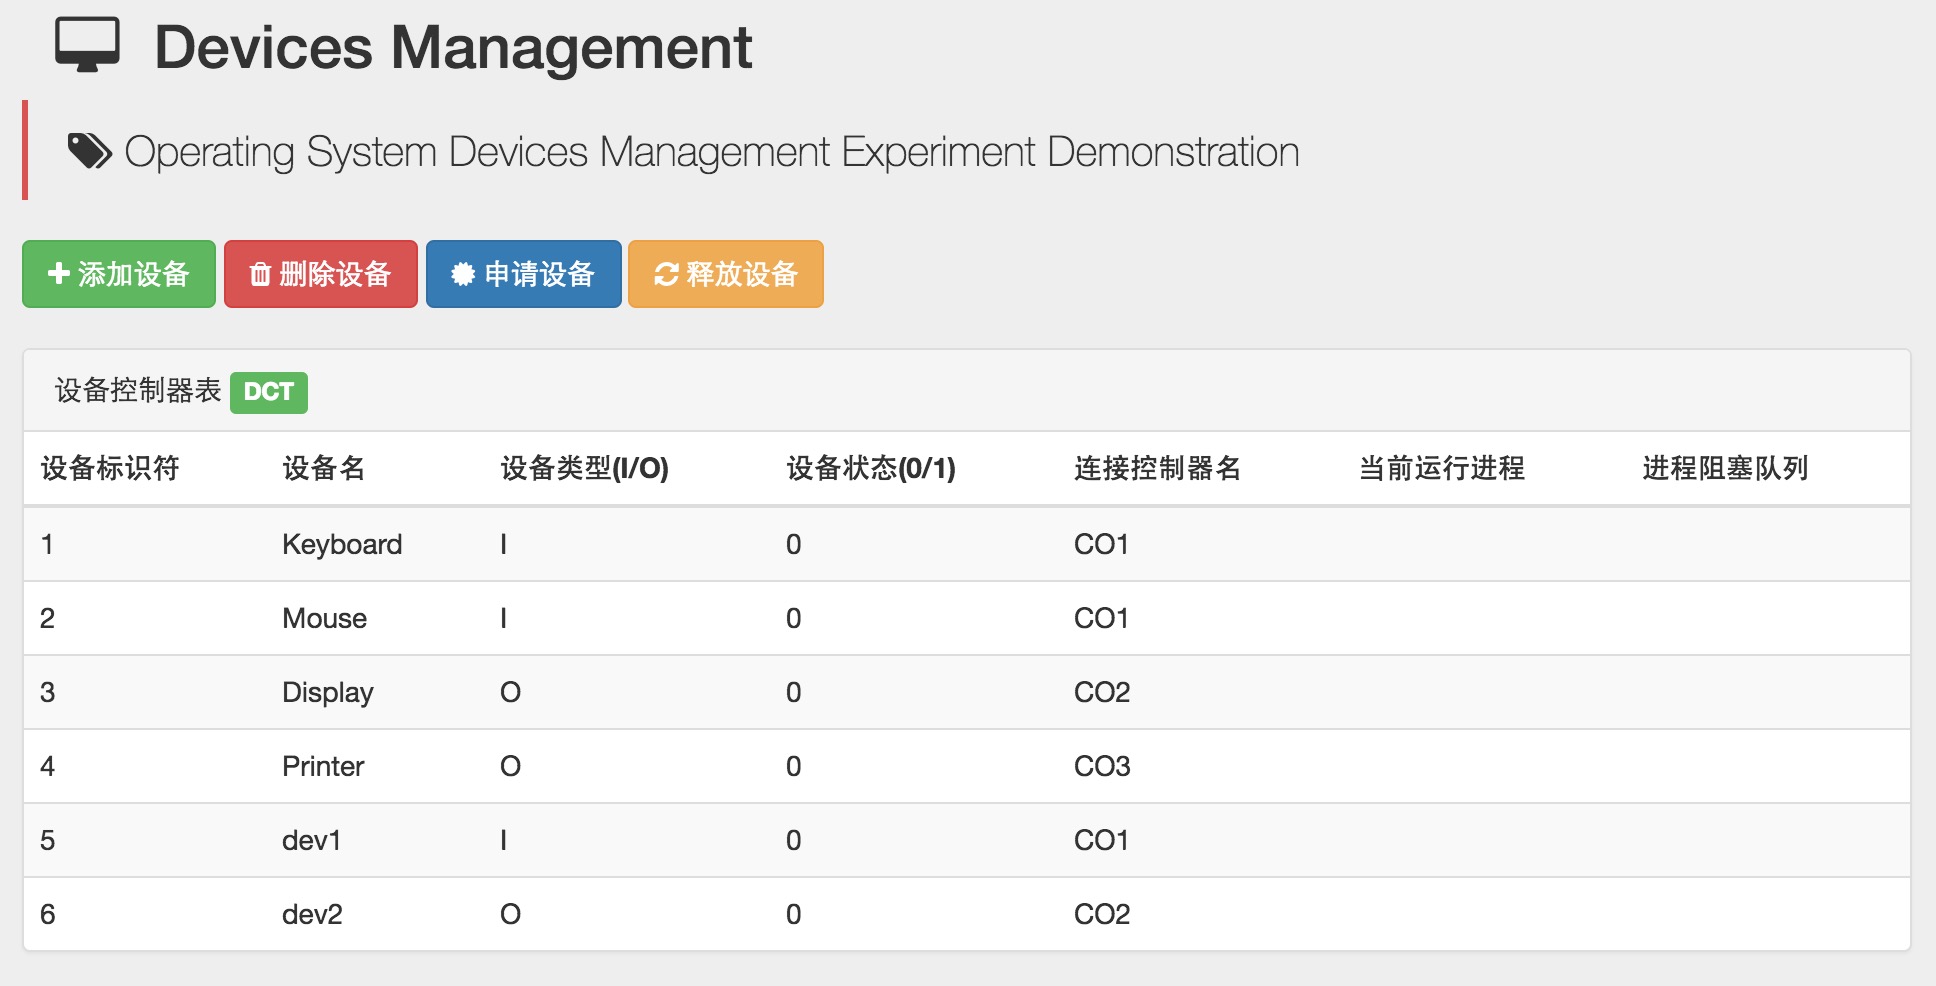 Devices Management
Operating System Devices Management Experiment Demonstration
添加设备 删除设备 申请设备 释放设备
设备控制器表 DCT
设备标识符 设备名 设备类型(I/O) 设备状态(0/1) 连接控制器名 当前运行进程 进程阻塞队列
1 Keyboard I 0 CO1
2 Mouse I 0 CO1
3 Display O 0 CO2
4 Printer O 0 CO3
5 dev1 I 0 CO1
6 dev2 O 0 CO2